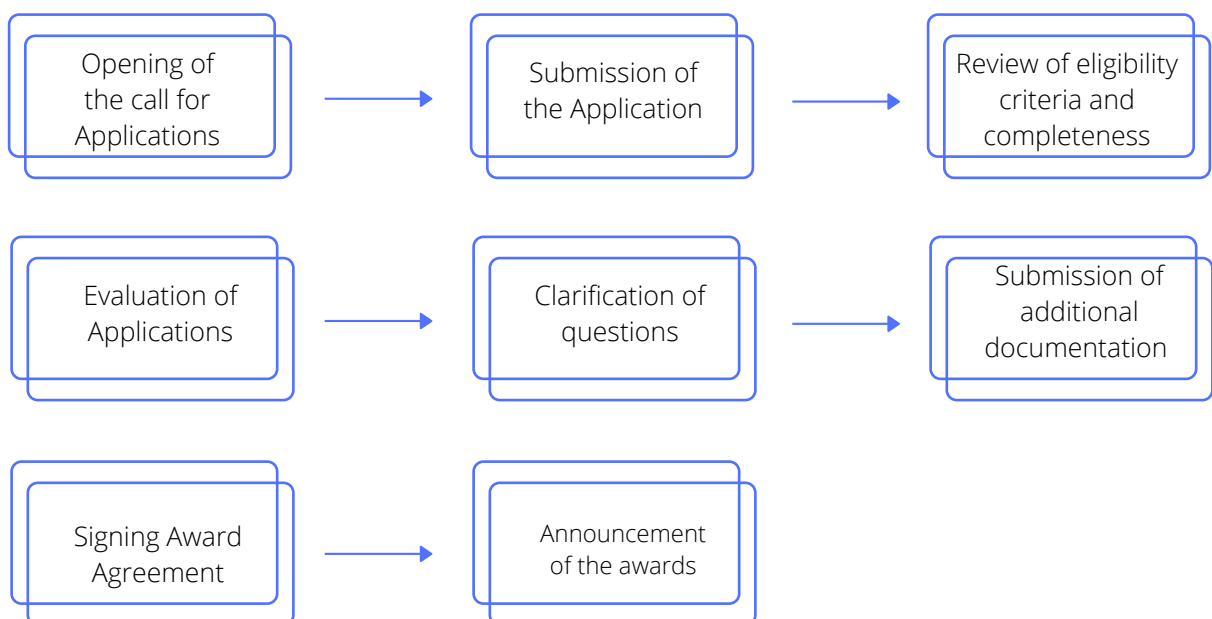 Opening of
the call for
Applications
Submission of
the Application
Review of eligibility
criteria and
completeness
Evaluation of
Applications
Clarification of
questions
Submission of
additional
documentation
Signing Award
Agreement
Announcement
of the awards